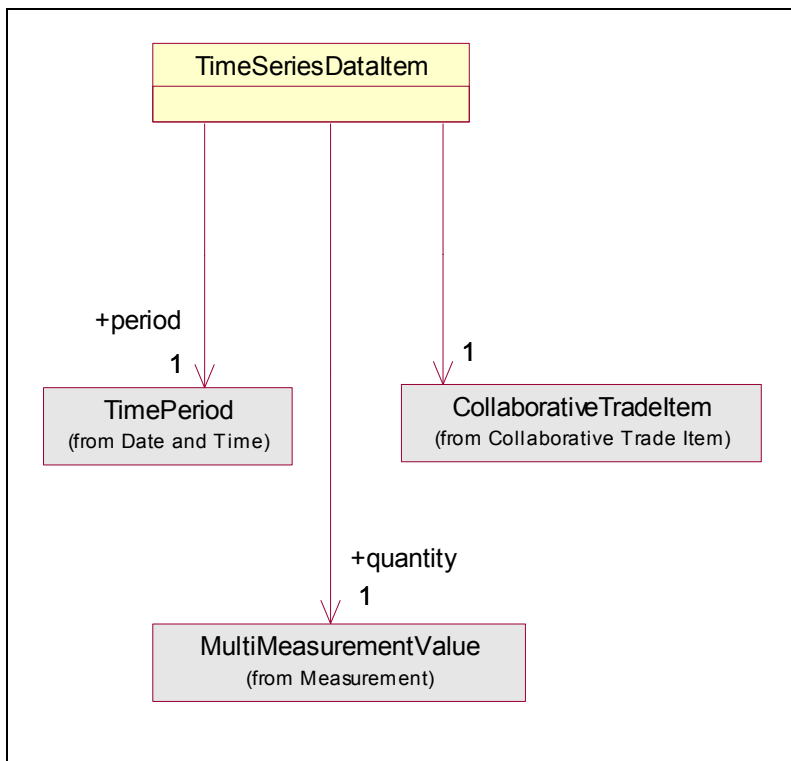 TimeSeriesDataItem
+period
1
1
TimePeriod
(from Date and Time)
CollaborativeTradeItem
(from Collaborative Trade Item)
+quantity
1
MultiMeasurementValue
(from Measurement)